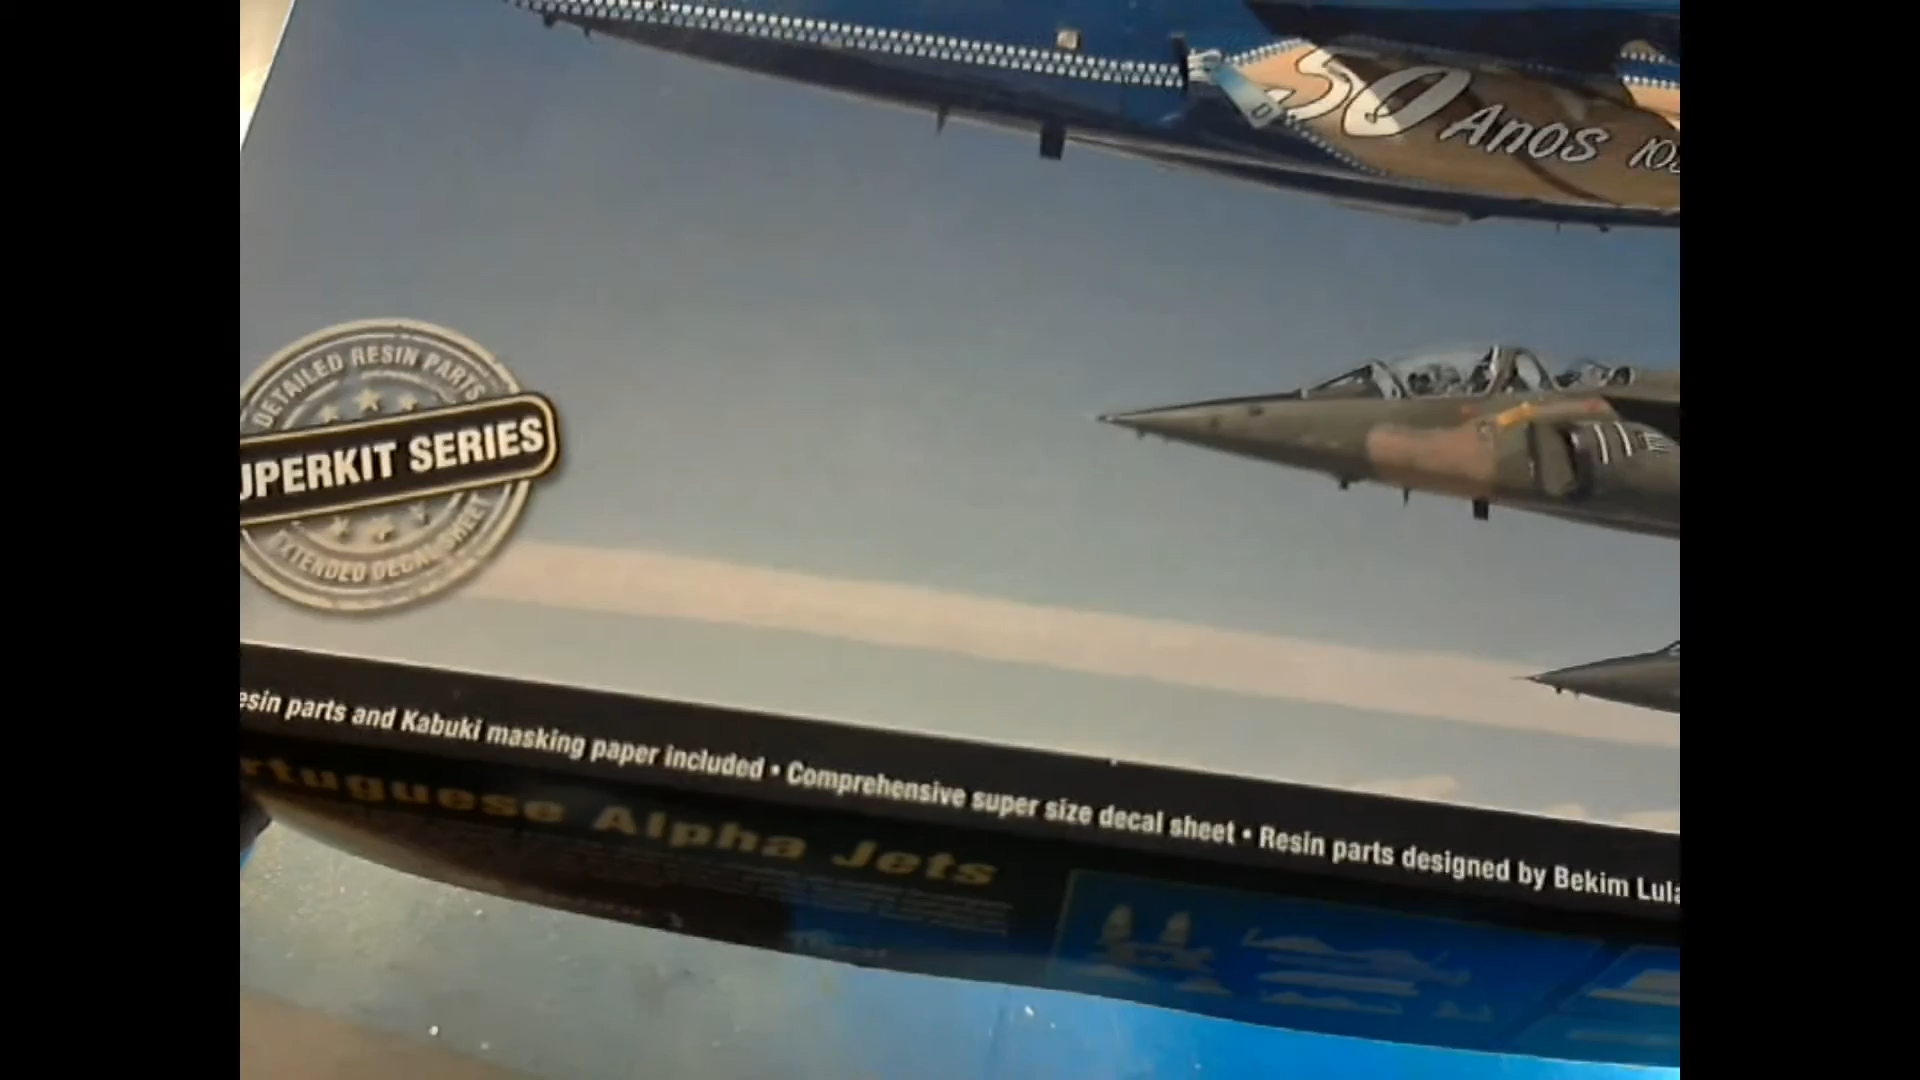 50 Anos 103
DETAILED RESIN PARTS
UPERKIT SERIES
EXTENDED DECAL SHEET
esin parts and Kabuki masking paper included • Comprehensive super size decal sheet • Resin parts designed by Bekim Lula
rtuguese Alpha Jets